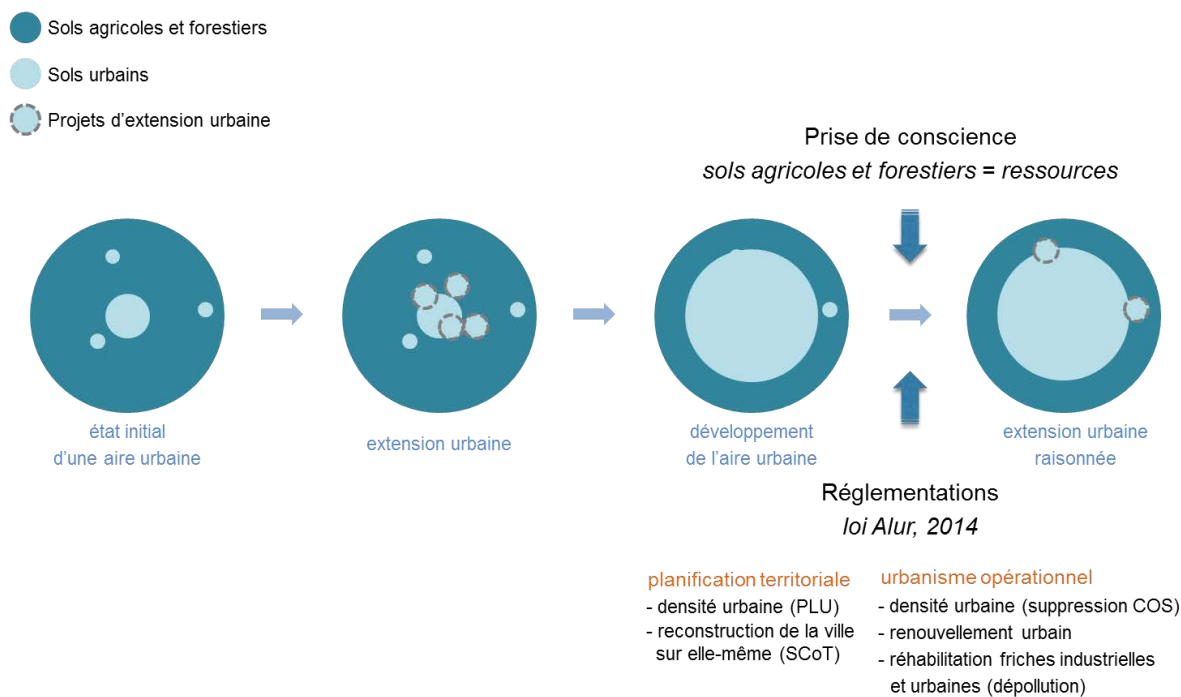 Sols agricoles et forestiers
Sols urbains
Projets d'extension urbaine
Prise de conscience
sols agricoles et forestiers = ressources
état initial
d'une aire urbaine
extension urbaine
développement
de l'aire urbaine
extension urbaine
raisonnée
Réglementations
loi Alur, 2014
planification territoriale
- densité urbaine (PLU)
- reconstruction de la ville
sur elle-même (SCoT)
urbanisme opérationnel
- densité urbaine (suppression COS)
- renouvellement urbain
- réhabilitation friches industrielles
et urbaines (dépollution)